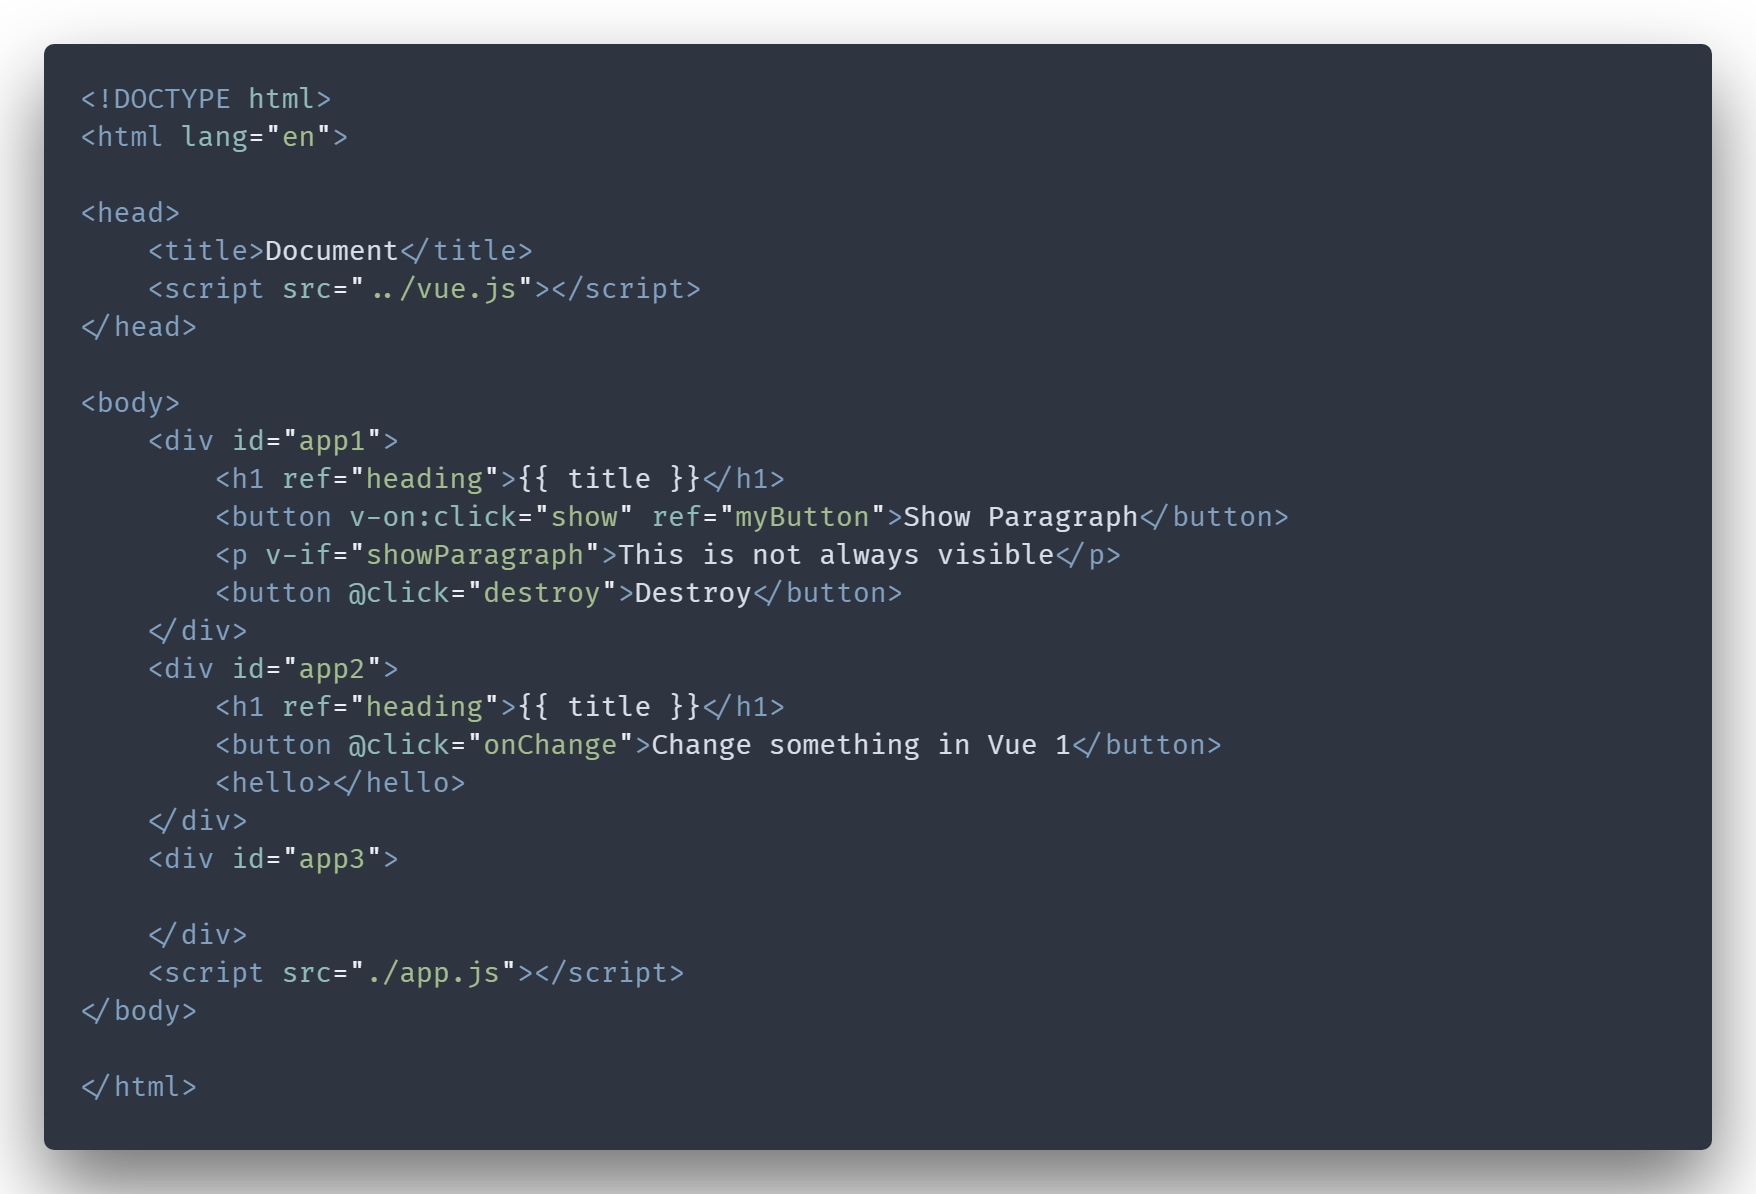 <!DOCTYPE html>
<html lang="en">

<head>
    <title>Document</title>
    <script src="../vue.js"></script>
</head>

<body>
    <div id="app1">
        <h1 ref="heading">{{ title }}</h1>
        <button v-on:click="show" ref="myButton">Show Paragraph</button>
        <p v-if="showParagraph">This is not always visible</p>
        <button @click="destroy">Destroy</button>
    </div>
    <div id="app2">
        <h1 ref="heading">{{ title }}</h1>
        <button @click="onChange">Change something in Vue 1</button>
        <hello></hello>
    </div>
    <div id="app3">

    </div>
    <script src="./app.js"></script>
</body>

</html>